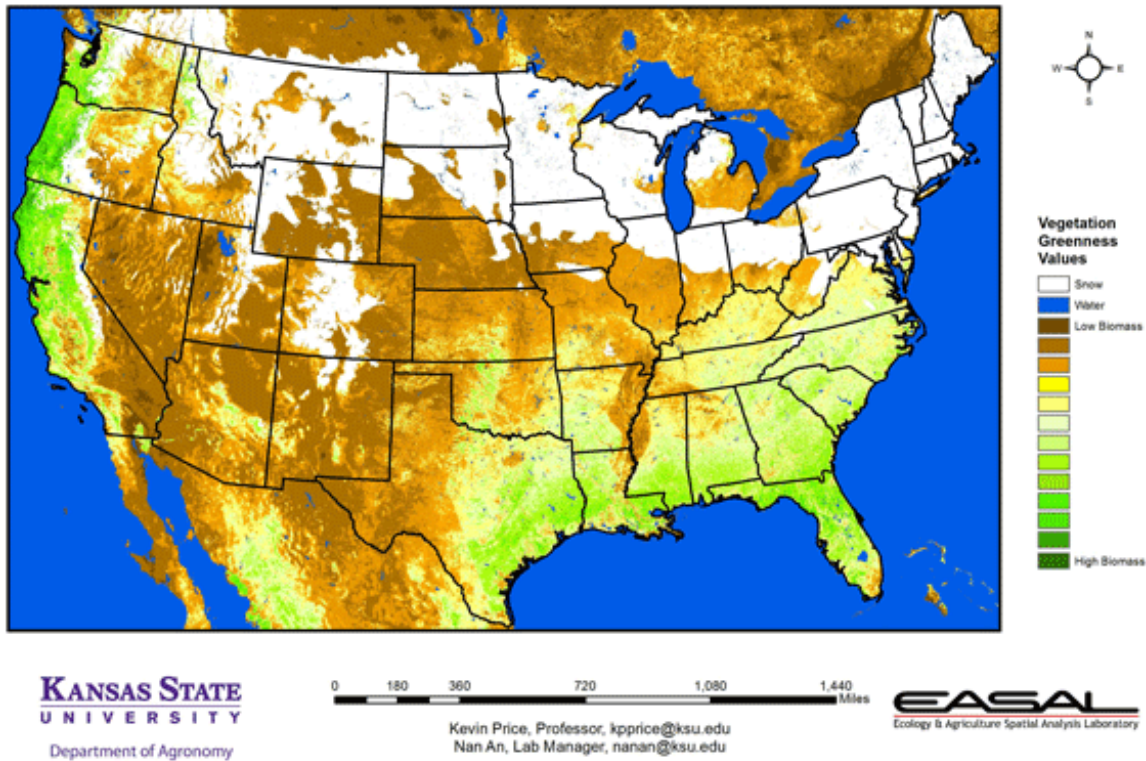 N
W
E
S
Vegetation
Greenness
Values
Snow
Water
Low Biomass
High Biomass
KANSAS STATE
UNIVERSITY
Department of Agronomy
0 180 360 720 1,080 1,440
Miles
Kevin Price, Professor, kpprice@ksu.edu
Nan An, Lab Manager, nanan@ksu.edu
EASAL
Ecology & Agriculture Spatial Analysis Laboratory